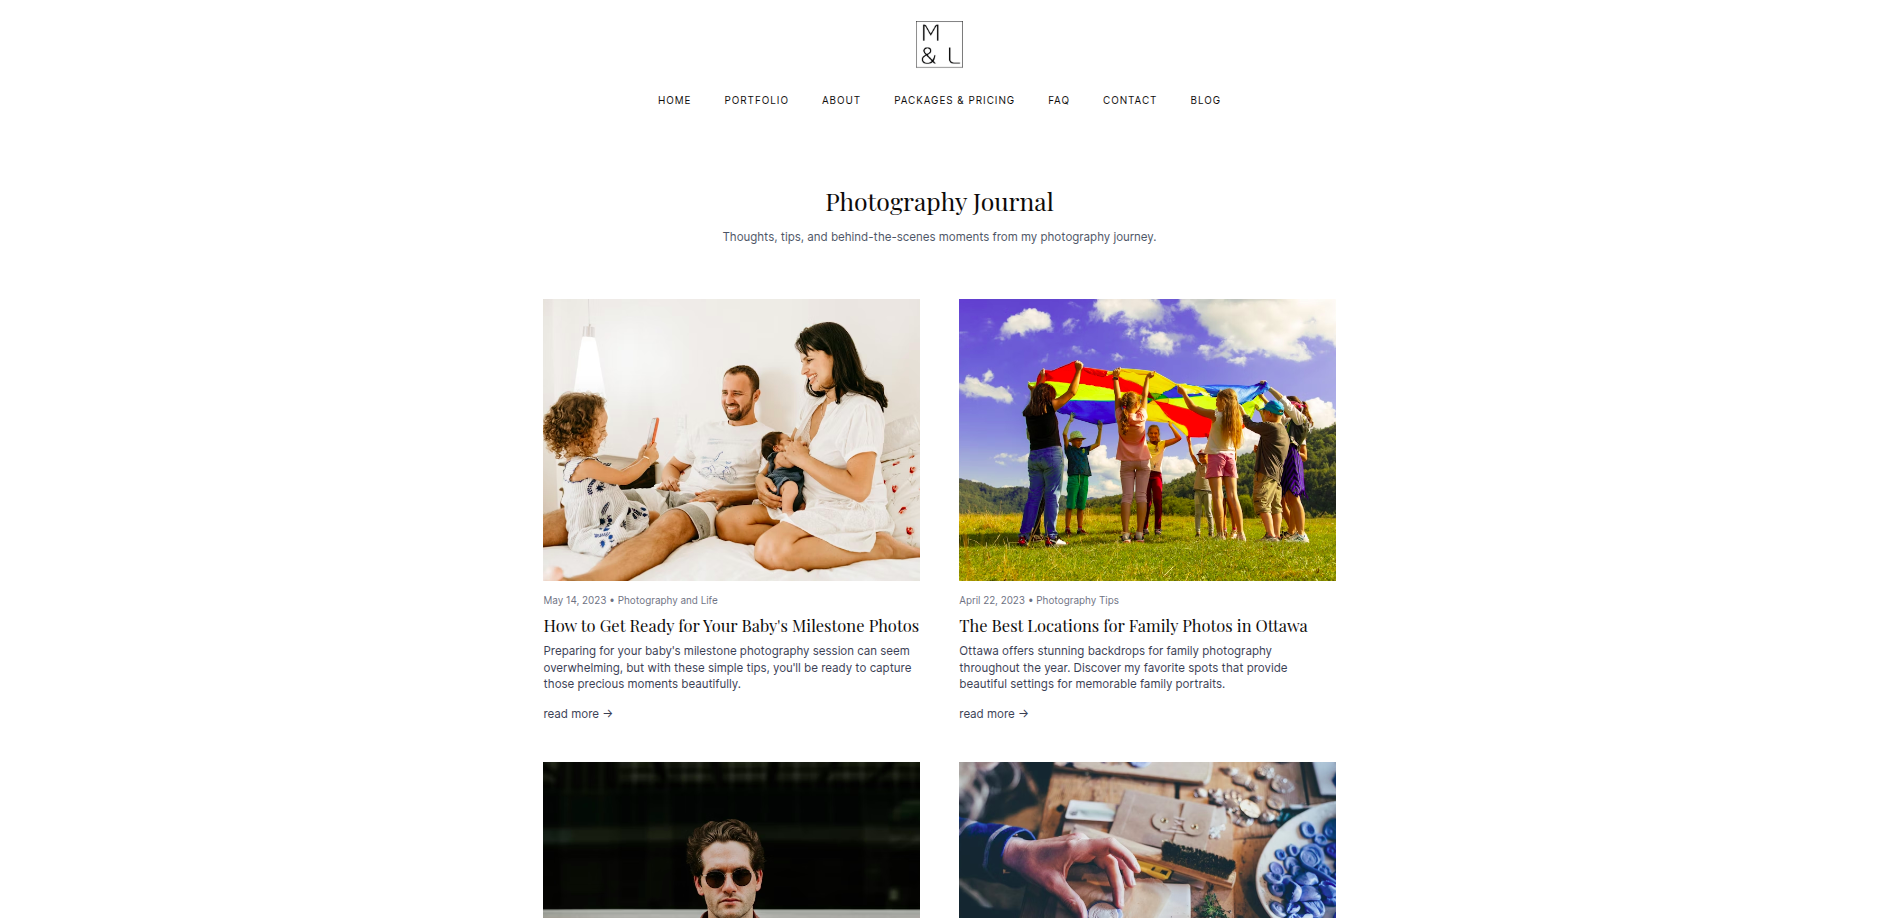 M
& L
HOME PORTFOLIO ABOUT PACKAGES & PRICING FAQ CONTACT BLOG
Photography Journal
Thoughts, tips, and behind-the-scenes moments from my photography journey.
May 14, 2023 • Photography and Life
How to Get Ready for Your Baby's Milestone Photos
Preparing for your baby's milestone photography session can seem
overwhelming, but with these simple tips, you'll be ready to capture
those precious moments beautifully.
read more →
April 22, 2023 • Photography Tips
The Best Locations for Family Photos in Ottawa
Ottawa offers stunning backdrops for family photography
throughout the year. Discover my favorite spots that provide
beautiful settings for memorable family portraits.
read more →